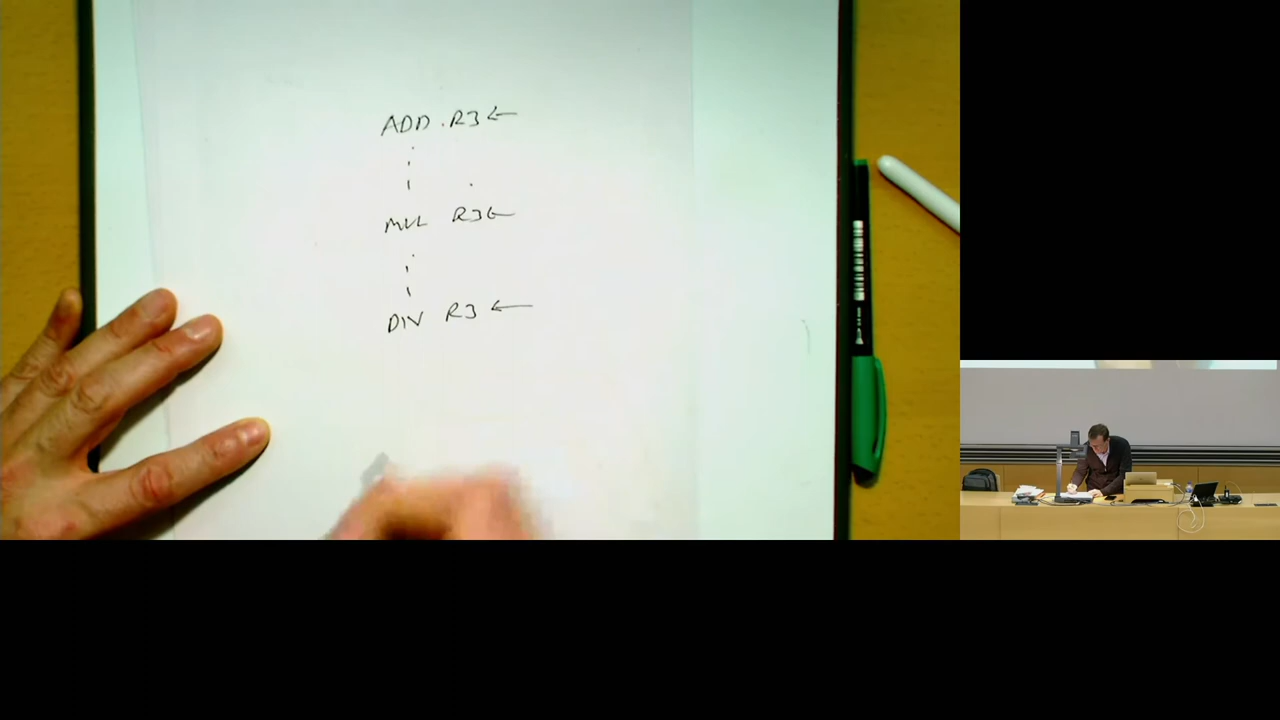 ADD . R3 ←
MUL R3 ←
DIV R3 ←